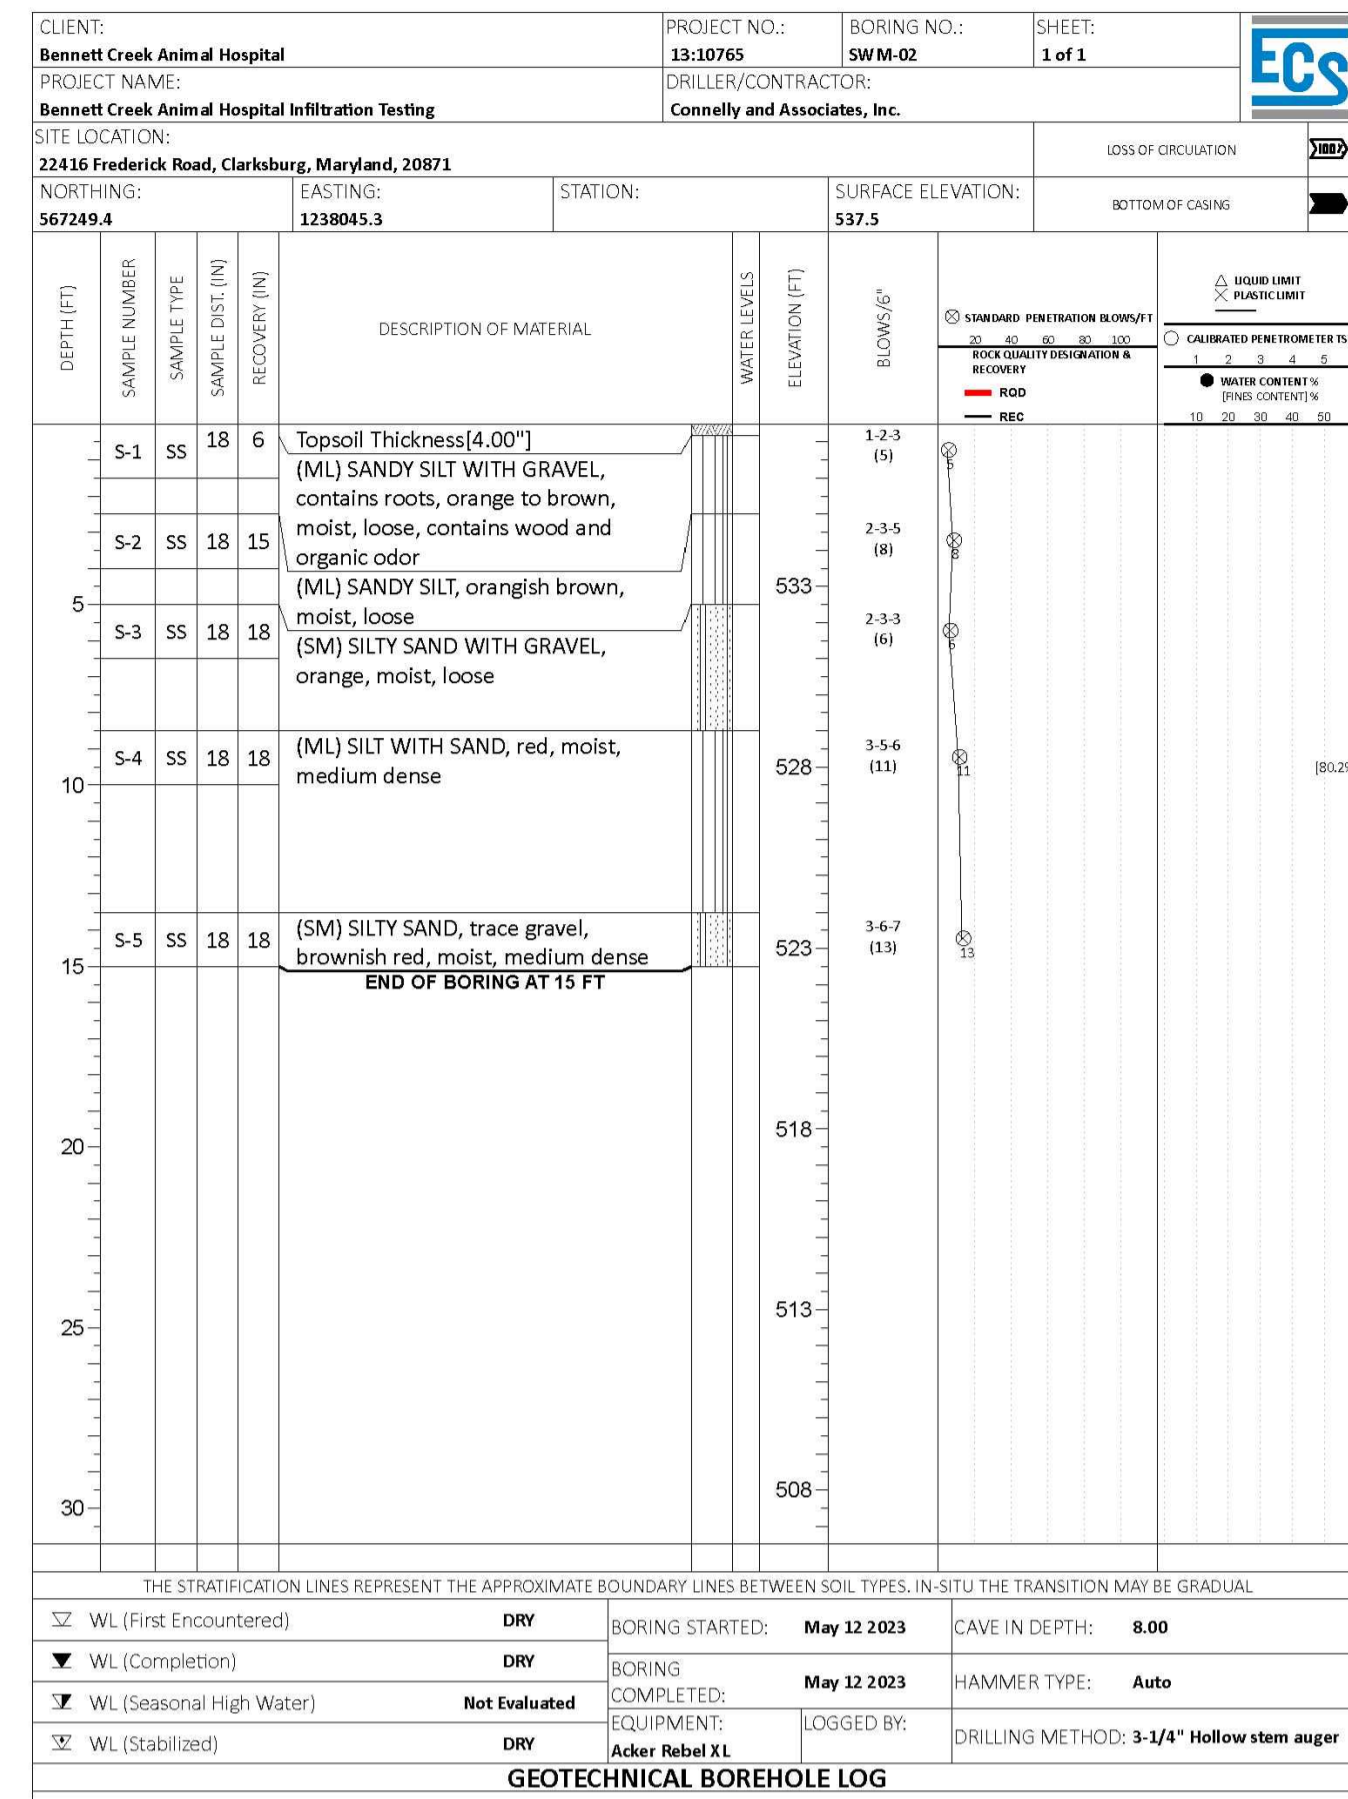 CLIENT:
Bennett Creek Animal Hospital
PROJECT NO.:
13:10765
BORING NO.:
SWM-02
SHEET:
1 of 1
ECS
PROJECT NAME:
Bennett Creek Animal Hospital Infiltration Testing
DRILLER/CONTRACTOR:
Connelly and Associates, Inc.
SITE LOCATION:
22416 Frederick Road, Clarksburg, Maryland, 20871
LOSS OF CIRCULATION
NORTHING:
567249.4
EASTING:
1238045.3
STATION:
SURFACE ELEVATION:
537.5
BOTTOM OF CASING
DEPTH (FT)
SAMPLE NUMBER
SAMPLE TYPE
SAMPLE DIST. (IN)
RECOVERY (IN)
DESCRIPTION OF MATERIAL
WATER LEVELS
ELEVATION (FT)
BLOWS/6"
STANDARD PENETRATION BLOWS/FT
20 40 60 80 100
ROCK QUALITY DESIGNATION &
RECOVERY
RQD
REC
LIQUID LIMIT
PLASTIC LIMIT
CALIBRATED PENETROMETER TS
1 2 3 4 5
WATER CONTENT %
[FINES CONTENT] %
10 20 30 40 50
S-1 SS 18 6 Topsoil Thickness[4.00"] 1-2-3
(5)
5
(ML) SANDY SILT WITH GRAVEL,
contains roots, orange to brown,
moist, loose, contains wood and
organic odor
S-2 SS 18 15 2-3-5
(8)
8
(ML) SANDY SILT, orangish brown,
moist, loose
533
5
S-3 SS 18 18 2-3-3
(6)
6
(SM) SILTY SAND WITH GRAVEL,
orange, moist, loose
S-4 SS 18 18 (ML) SILT WITH SAND, red, moist,
medium dense
528
3-5-6
(11)
11
[80.29
10
S-5 SS 18 18 (SM) SILTY SAND, trace gravel,
brownish red, moist, medium dense
523
3-6-7
(13)
13
15
END OF BORING AT 15 FT
518
20
513
25
508
30
THE STRATIFICATION LINES REPRESENT THE APPROXIMATE BOUNDARY LINES BETWEEN SOIL TYPES. IN-SITU THE TRANSITION MAY BE GRADUAL
WL (First Encountered) DRY
BORING STARTED: May 12 2023
CAVE IN DEPTH: 8.00
WL (Completion) DRY
BORING
COMPLETED: May 12 2023
HAMMER TYPE: Auto
WL (Seasonal High Water) Not Evaluated
EQUIPMENT:
Acker Rebel XL
LOGGED BY:
DRILLING METHOD: 3-1/4" Hollow stem auger
WL (Stabilized) DRY
GEOTECHNICAL BOREHOLE LOG